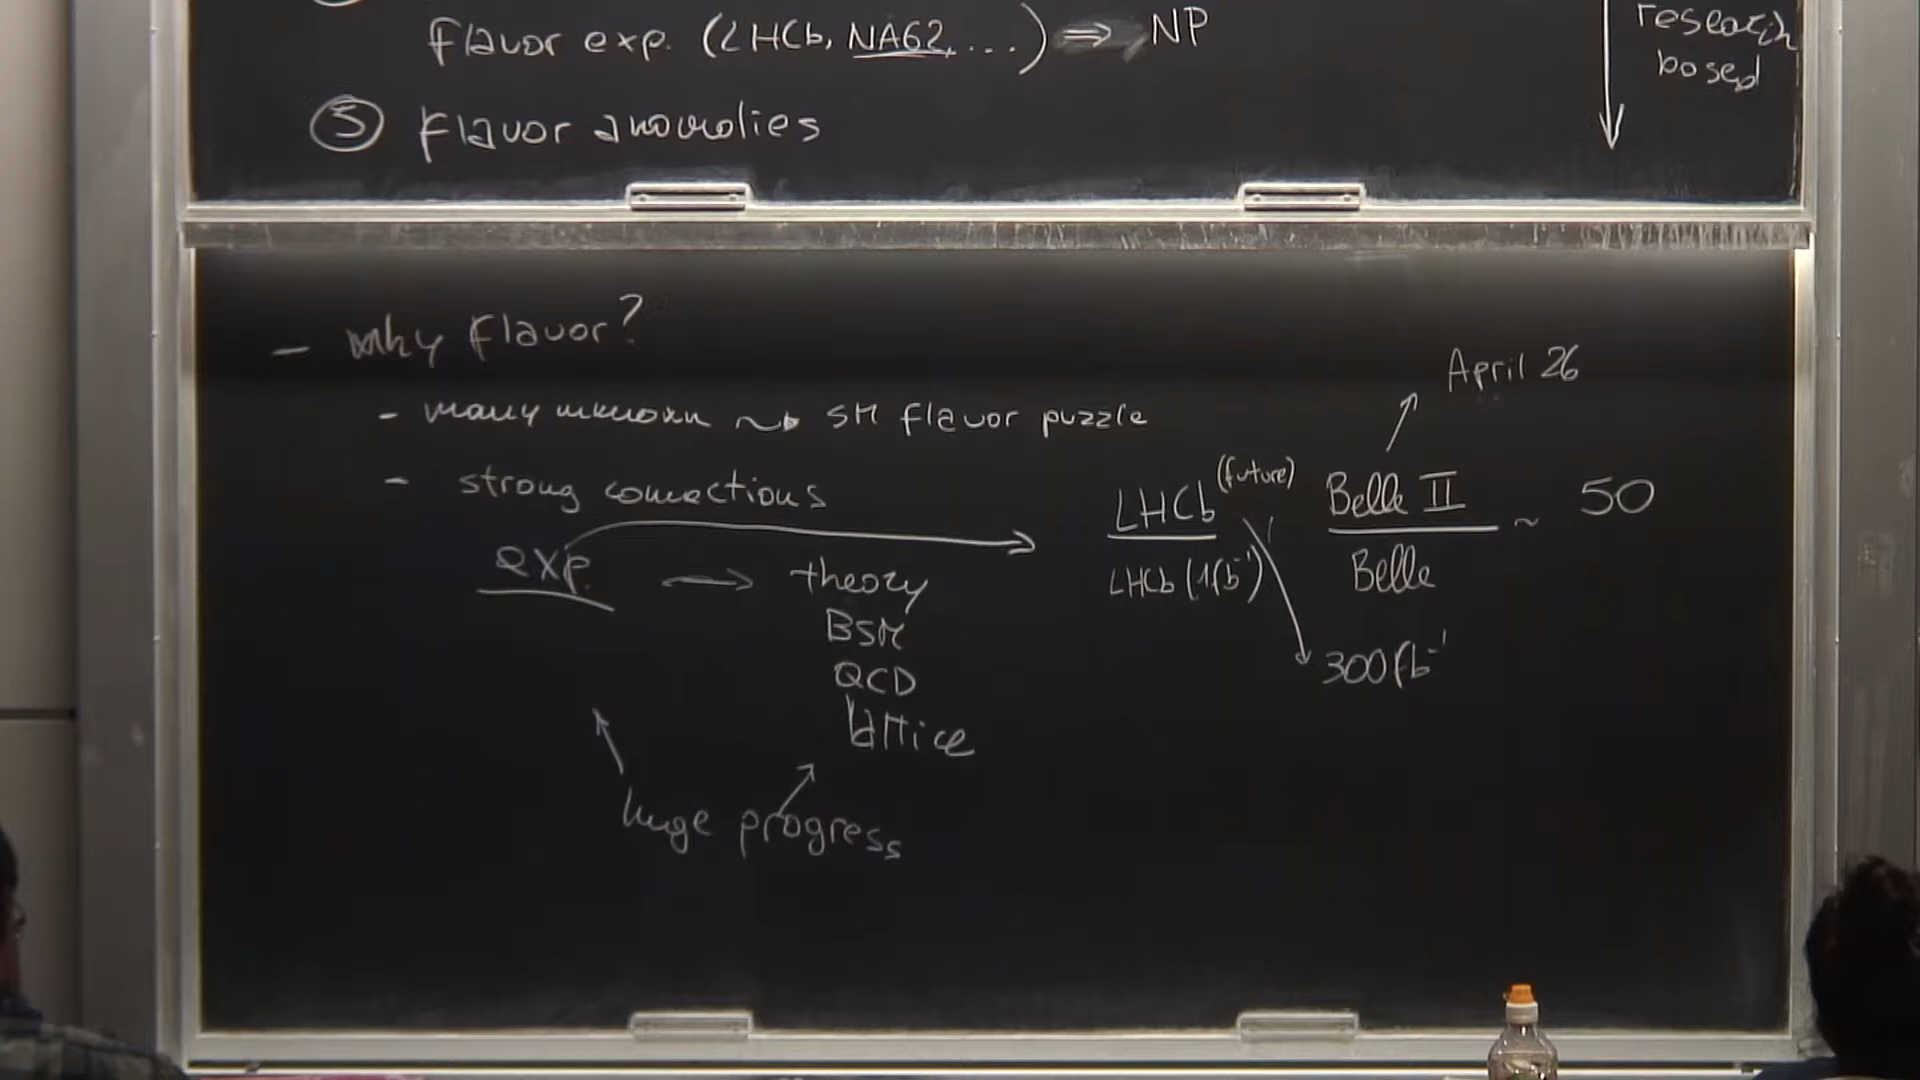 Flavor exp. (LHCb, NA62, ...) ⇒ NP
⑤ Flavor anomalies
research
based
- Why Flavor?
- many ~> SM flavor puzzle
- strong connections
exp. → theory
BSM
QCD
lattice
huge progress
April 26
LHCb (future) / LHCb (1fb⁻¹)
Belle II / Belle ~ 50
300 fb⁻¹